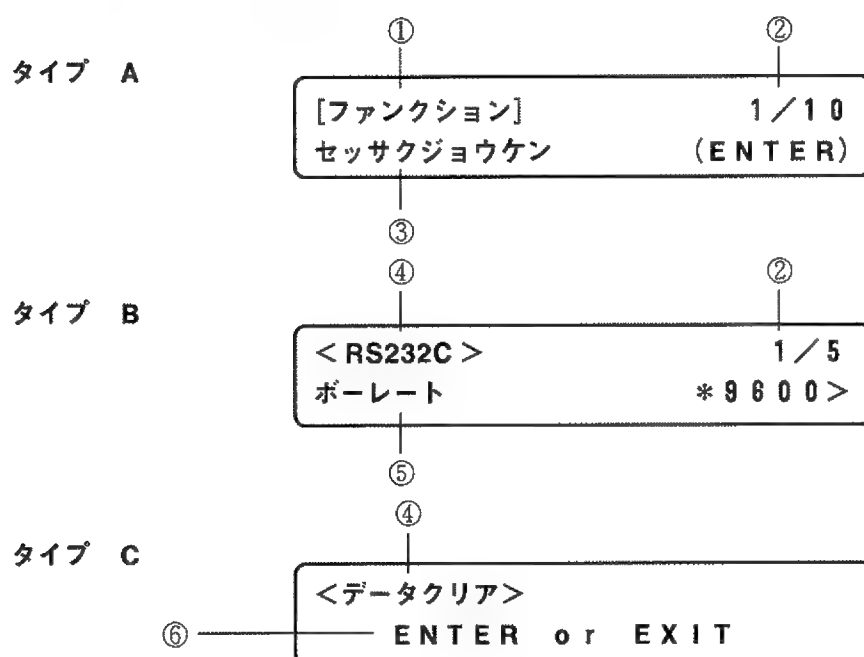 ① ②
タイプ A
[ファンクション] 1/10
セッサクジョウケン (ENTER)
③
④ ②
タイプ B
<RS232C> 1/5
ボーレート *9600>
⑤
④
タイプ C
<データクリア>
⑥ ENTER or EXIT